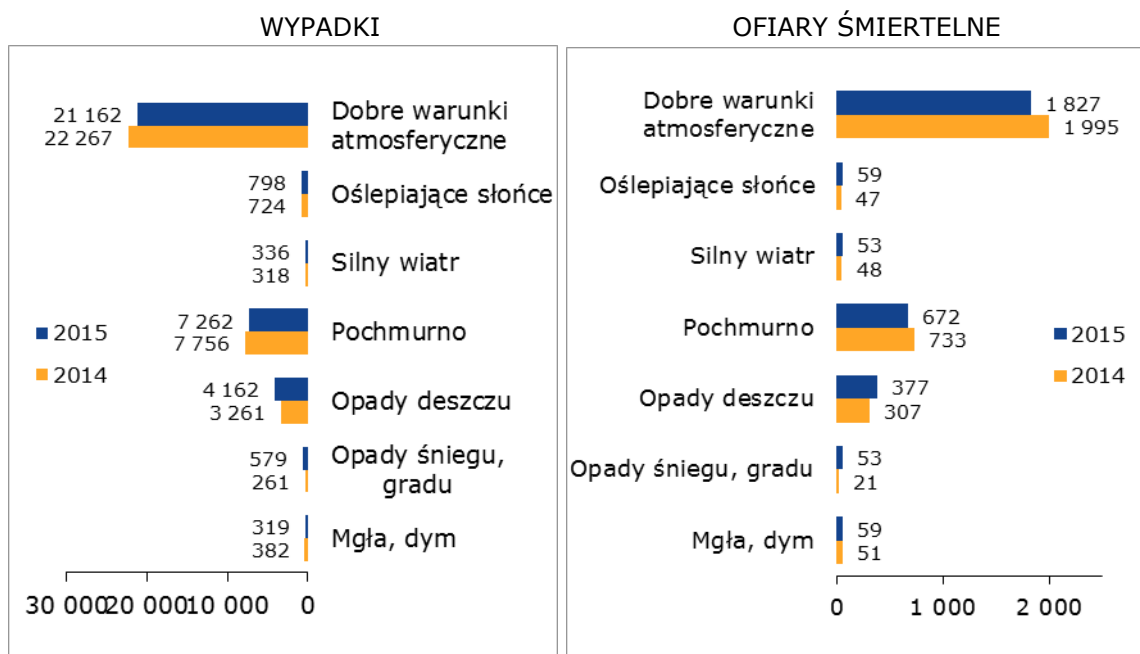 WYPADKI
21 162
22 267
Dobre warunki
atmosferyczne
798
724
Oślepiające słońce
336
318
Silny wiatr
7 262
7 756
Pochmurno
2015
2014
4 162
3 261
Opady deszczu
579
261
Opady śniegu,
gradu
319
382
Mgła, dym
30 000 20 000 10 000 0
OFIARY ŚMIERTELNE
Dobre warunki
atmosferyczne
1 827
1 995
Oślepiające słońce
59
47
Silny wiatr
53
48
Pochmurno
672
733
2015
2014
Opady deszczu
377
307
Opady śniegu, gradu
53
21
Mgła, dym
59
51
0 1 000 2 000